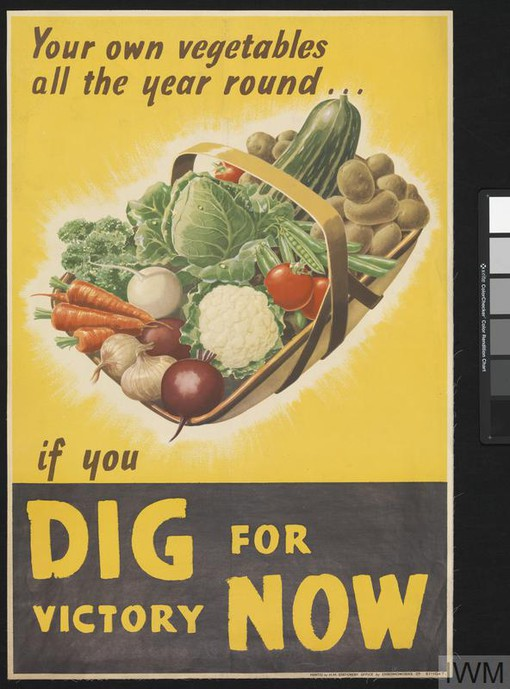 Your own vegetables
all the year round...
if you
DIG FOR
VICTORY NOW
IWM